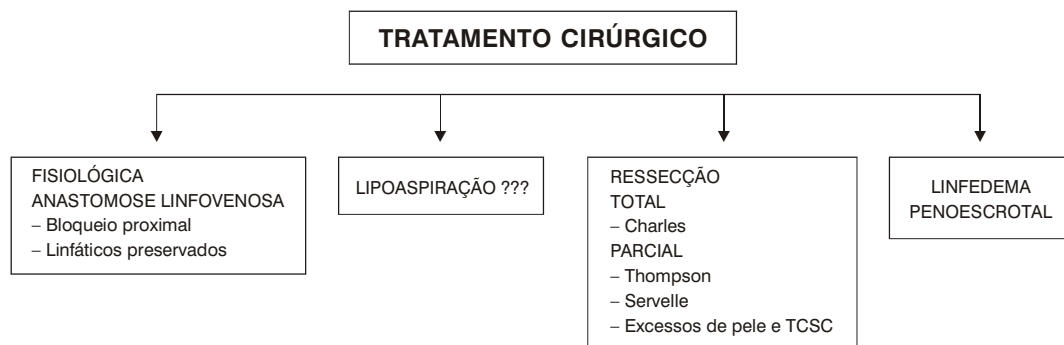 TRATAMENTO CIRÚRGICO
FISIOLÓGICA
ANASTOMOSE LINFOVENOSA
– Bloqueio proximal
– Linfáticos preservados
LIPOASPIRAÇÃO ???
RESSECÇÃO
TOTAL
– Charles
PARCIAL
– Thompson
– Servelle
– Excessos de pele e TCSC
LINFEDEMA
PENOESCROTAL